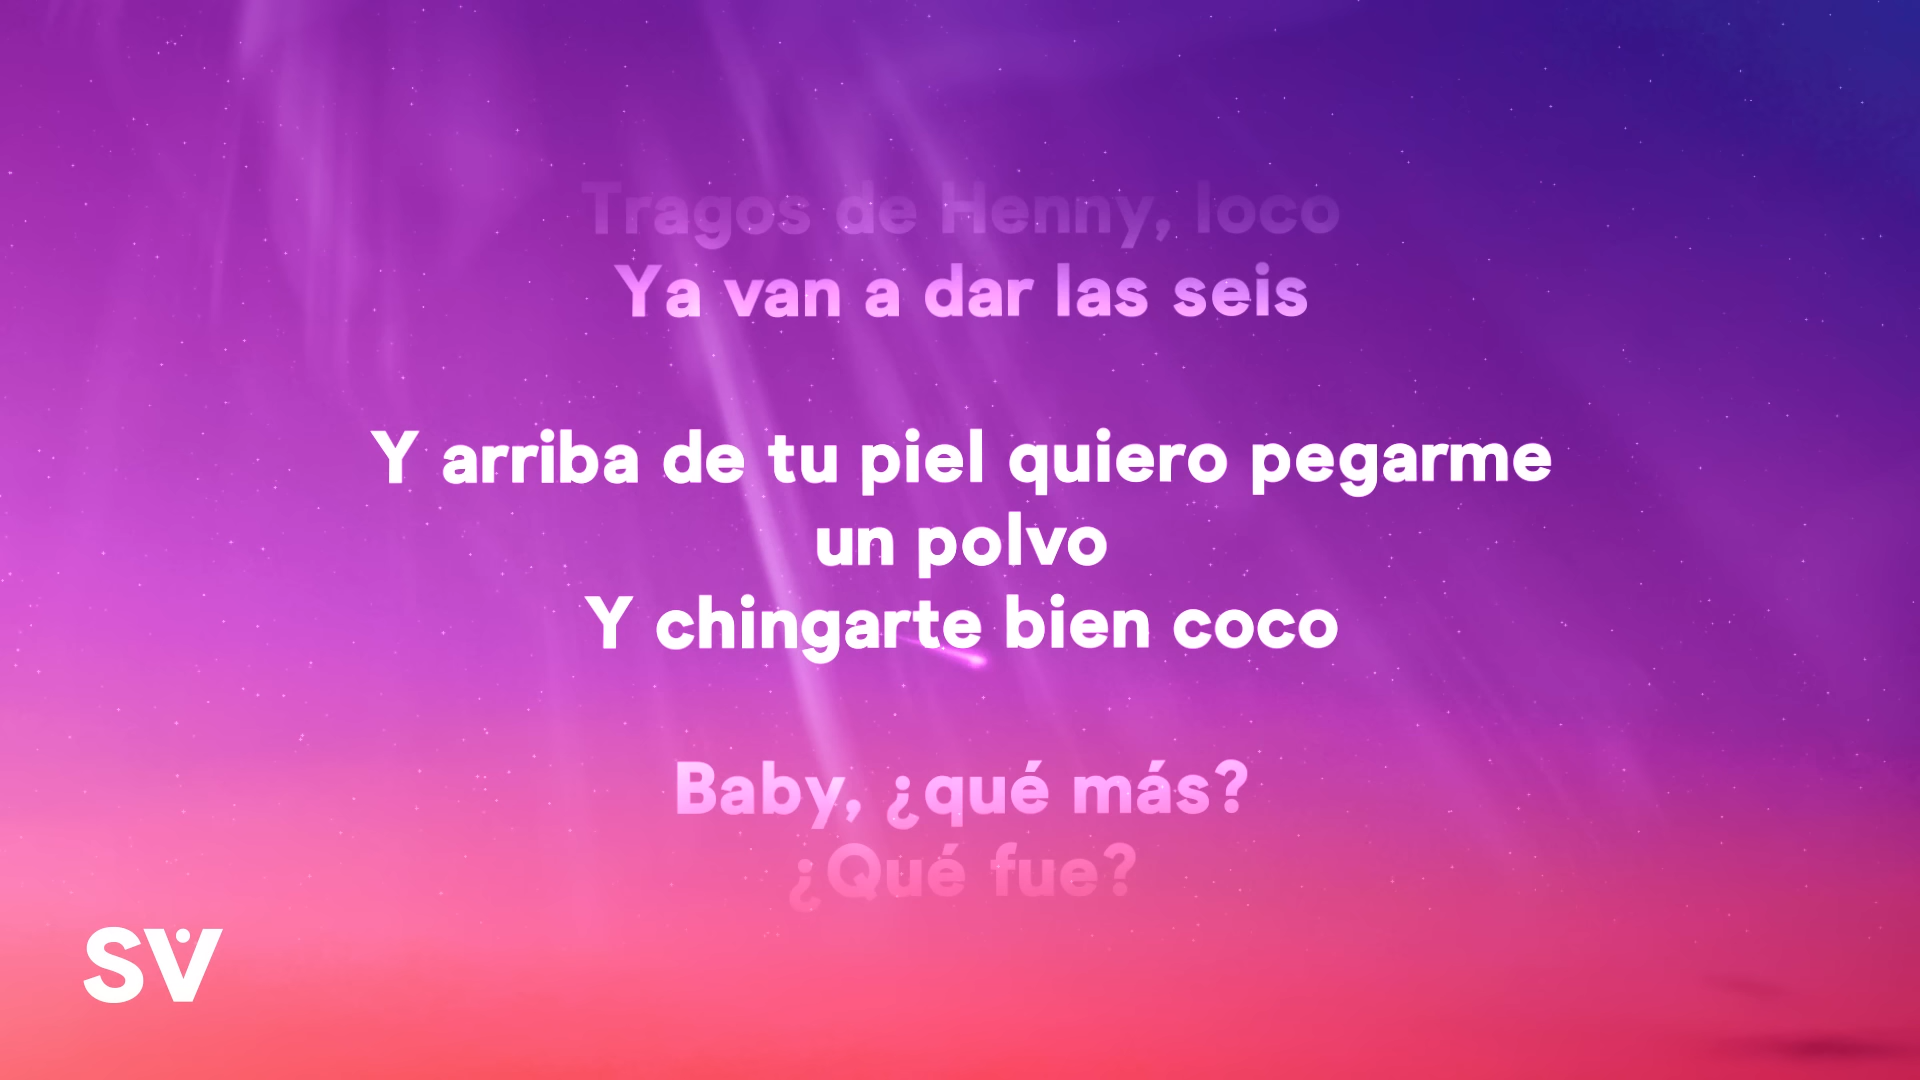 Tragos de Henny, loco
Ya van a dar las seis
Y arriba de tu piel quiero pegarme
un polvo
Y chingarte bien coco
Baby, ¿qué más?
¿Qué fue?
SV